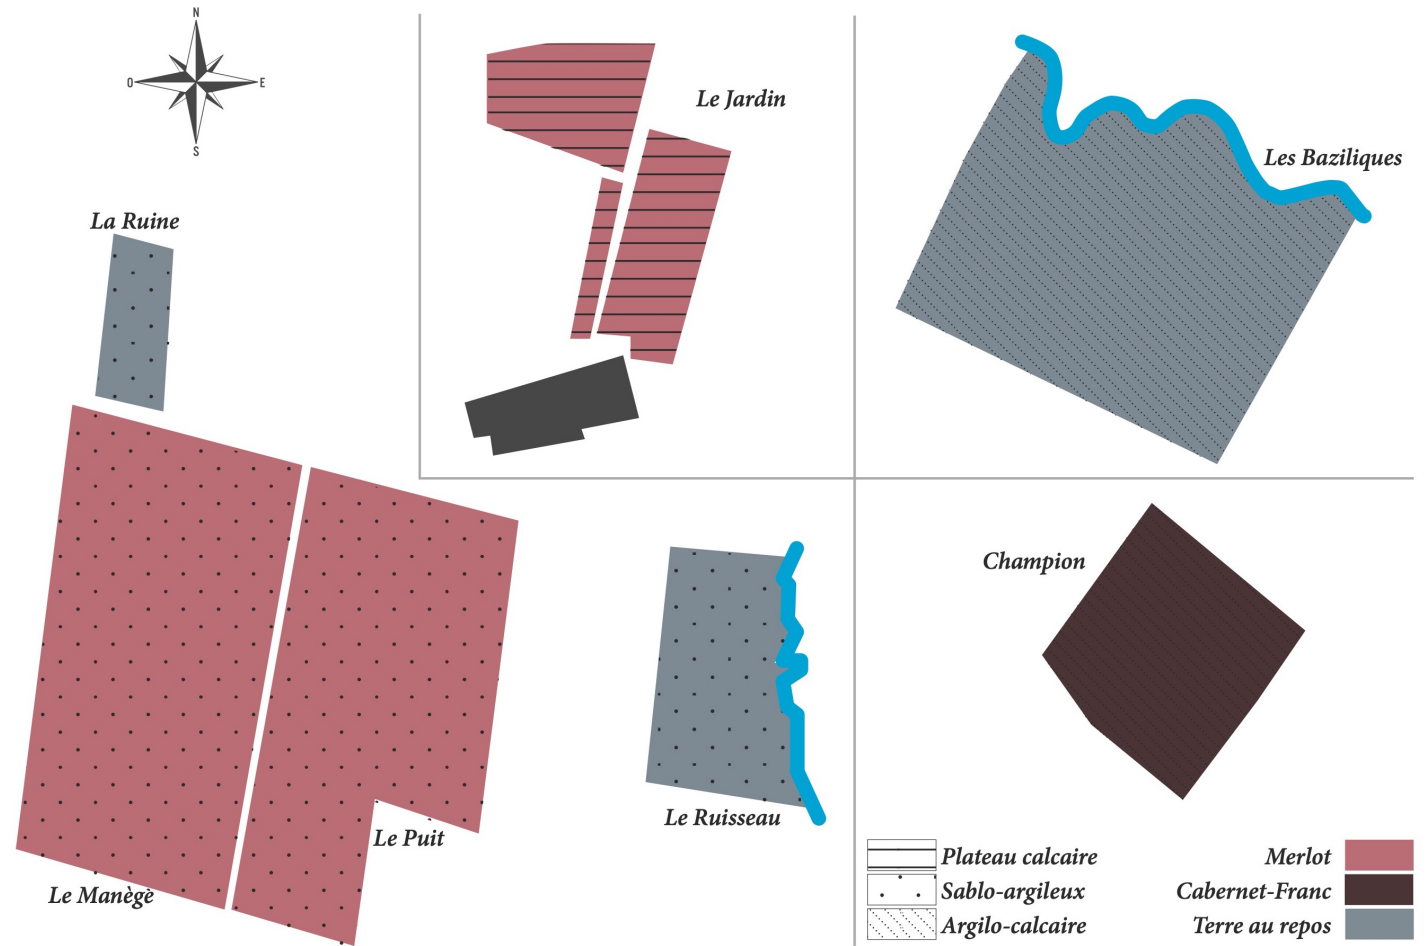 N
O
E
S
Le Jardin
Les Baziliques
La Ruine
Champion
Le Ruisseau
Le Puit
Le Manège
Plateau calcaire
Merlot
Sablo-argileux
Cabernet-Franc
Argilo-calcaire
Terre au repos